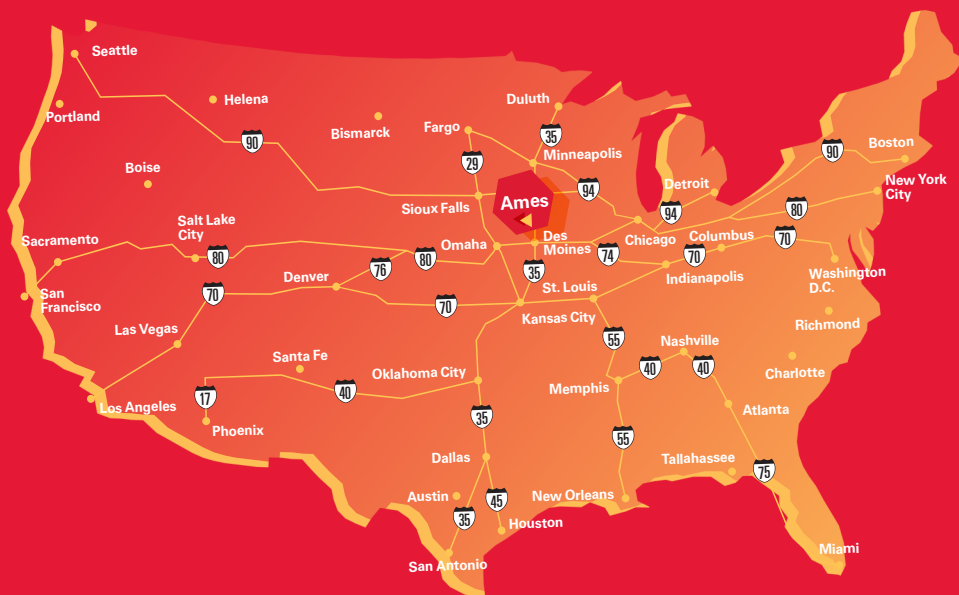 Seattle
Helena
Portland
90
Bismarck
Fargo
Duluth
35
Minneapolis
29
94
Boise
Sioux Falls
Ames
Detroit
94
90
Boston
New York
City
80
Salt Lake
City
Sacramento
80
Omaha
80
76
Des
Moines
74
Chicago
Columbus
70
70
Indianapolis
Washington
D.C.
Denver
35
St. Louis
San
Francisco
70
70
Kansas City
Richmond
Las Vegas
55
Nashville
Santa Fe
Oklahoma City
40
17
Memphis
40
40
Charlotte
Los Angeles
Phoenix
35
Atlanta
55
Dallas
Tallahassee
75
Austin
45
New Orleans
35
Houston
San Antonio
Miami